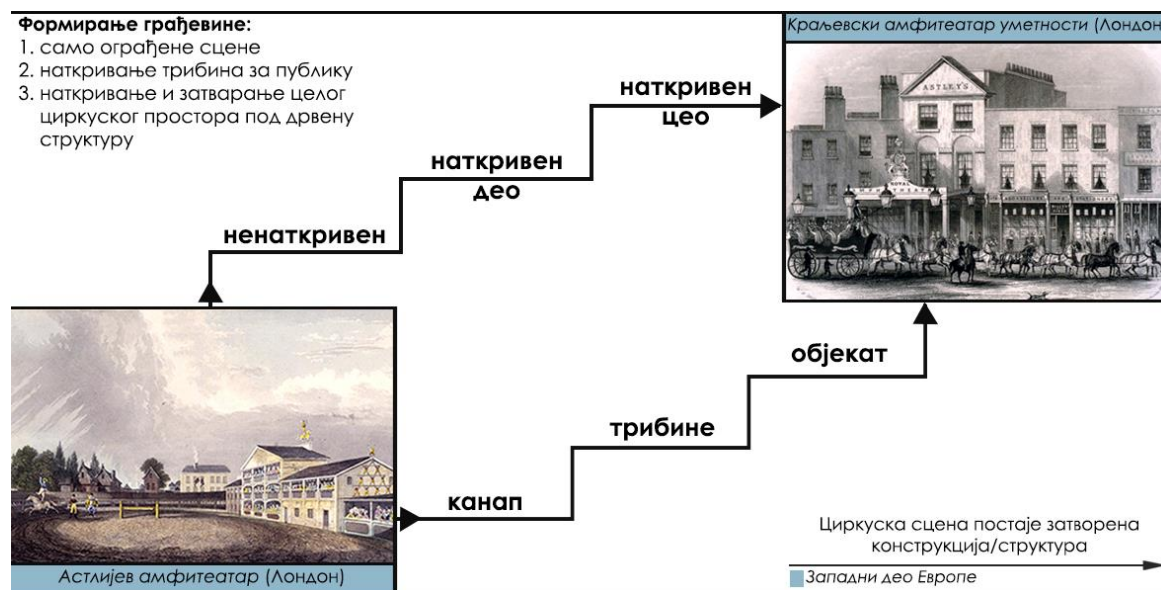 Формирање грађевине:
1. само ограђене сцене
2. наткривање трибина за публику
3. наткривање и затварање целог
циркуског простора под дрвену
структуру
Краљевски амфитеатар уметности (Лондон
ASTLEY'S
ROYAL
AMPHITHEATRE
наткривен
цео
наткривен
део
ненаткривен
објекат
трибине
канап
Астлијев амфитеатар (Лондон)
Циркуска сцена постаје затворена
конструкција/структура
Западни део Европе